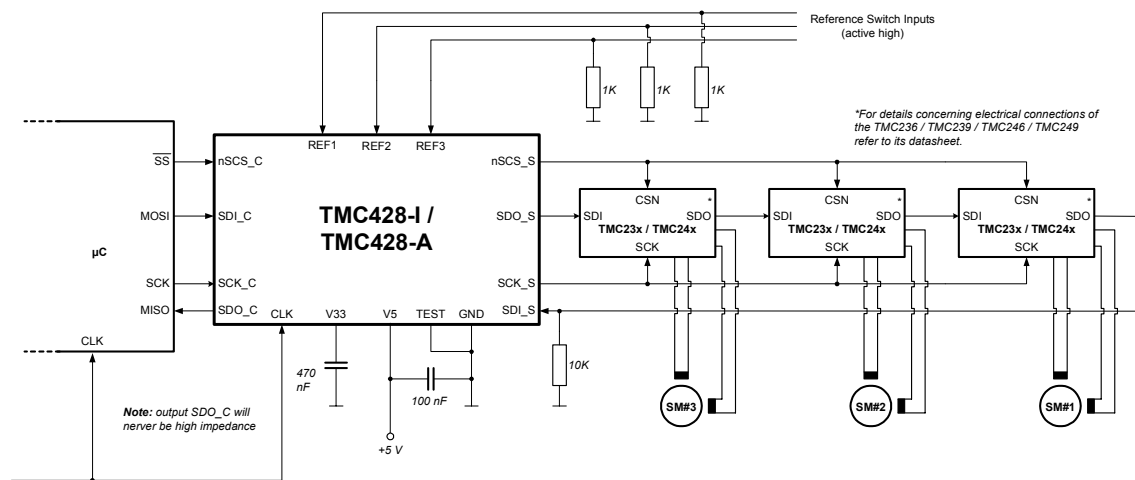 Reference Switch Inputs
(active high)
1K
1K
1K
*For details concerning electrical connections of
the TMC236 / TMC239 / TMC246 / TMC249
refer to its datasheet.
REF1
REF2
REF3
SS
nSCS_C
nSCS_S
MOSI
SDI_C
TMC428-I /
TMC428-A
SDO_S
µC
SCK
SCK_C
SCK_S
MISO
SDO_C
CLK
V33
V5
TEST
GND
SDI_S
CSN
*
SDI
SDO
TMC23x / TMC24x
SCK
CSN
*
SDI
SDO
TMC23x / TMC24x
SCK
CSN
*
SDI
SDO
TMC23x / TMC24x
SCK
CLK
470
nF
100 nF
10K
+5 V
Note: output SDO_C will
nerver be high impedance
SM#3
SM#2
SM#1